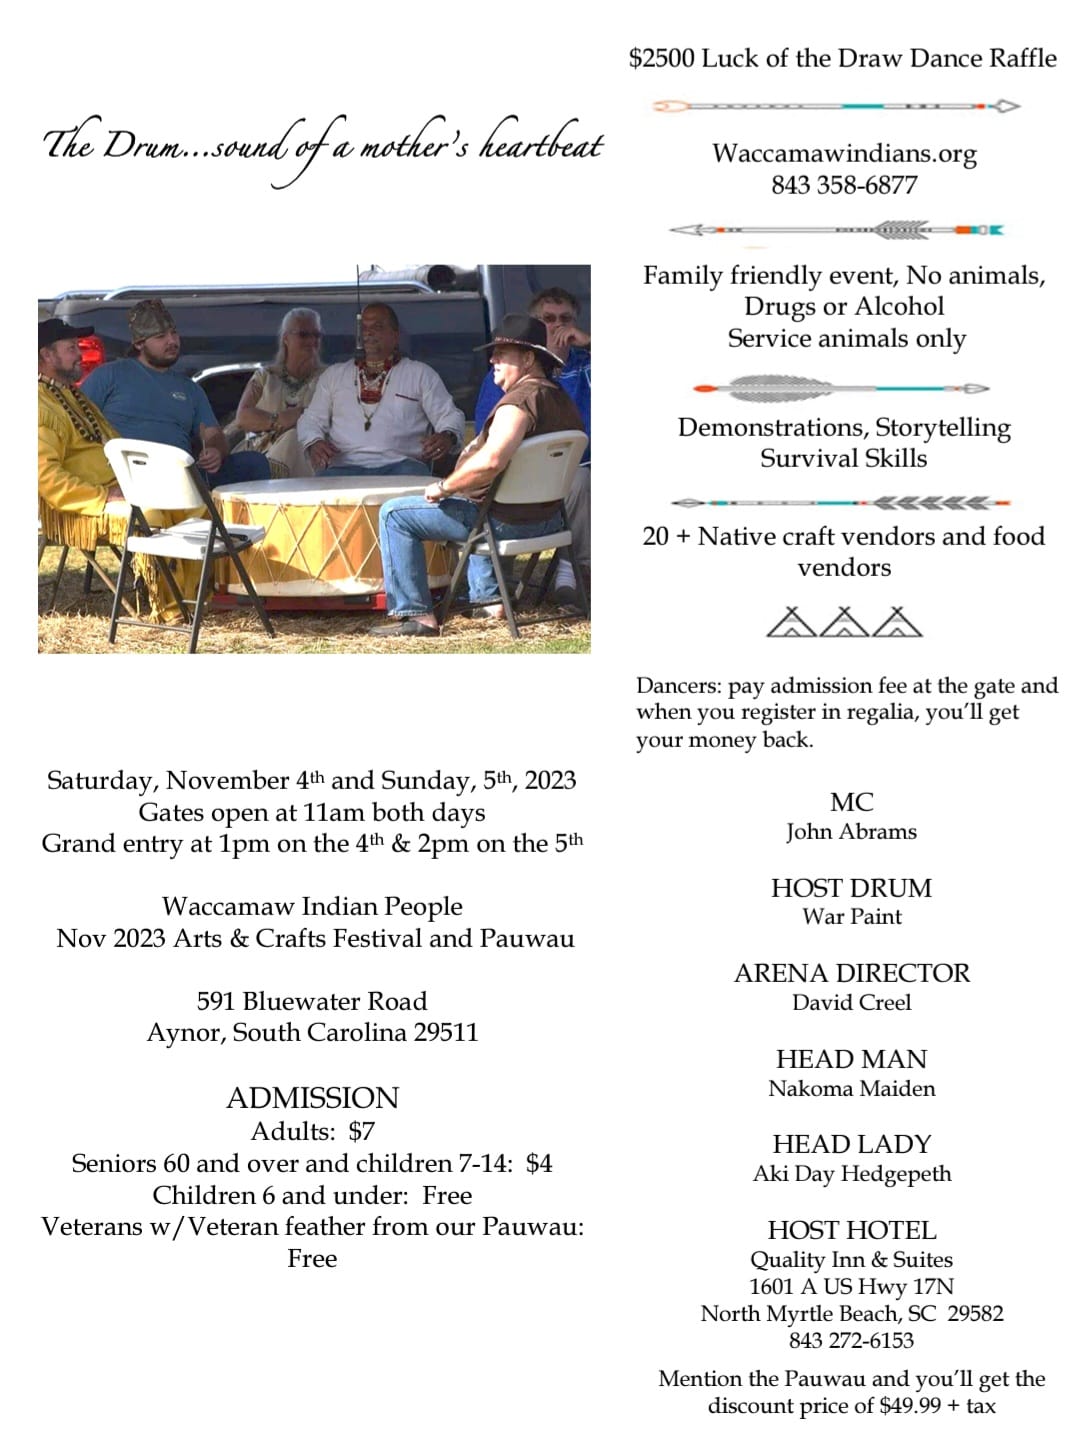 The Drum...sound of a mother's heartbeat
Saturday, November 4th and Sunday, 5th, 2023
Gates open at 11am both days
Grand entry at 1pm on the 4th & 2pm on the 5th
Waccamaw Indian People
Nov 2023 Arts & Crafts Festival and Pauwau
591 Bluewater Road
Aynor, South Carolina 29511
ADMISSION
Adults: $7
Seniors 60 and over and children 7-14: $4
Children 6 and under: Free
Veterans w/Veteran feather from our Pauwau:
Free
$2500 Luck of the Draw Dance Raffle
Waccamawindians.org
843 358-6877
Family friendly event, No animals,
Drugs or Alcohol
Service animals only
Demonstrations, Storytelling
Survival Skills
20 + Native craft vendors and food
vendors
Dancers: pay admission fee at the gate and
when you register in regalia, you'll get
your money back.
MC
John Abrams
HOST DRUM
War Paint
ARENA DIRECTOR
David Creel
HEAD MAN
Nakoma Maiden
HEAD LADY
Aki Day Hedgepeth
HOST HOTEL
Quality Inn & Suites
1601 A US Hwy 17N
North Myrtle Beach, SC 29582
843 272-6153
Mention the Pauwau and you'll get the
discount price of $49.99 + tax